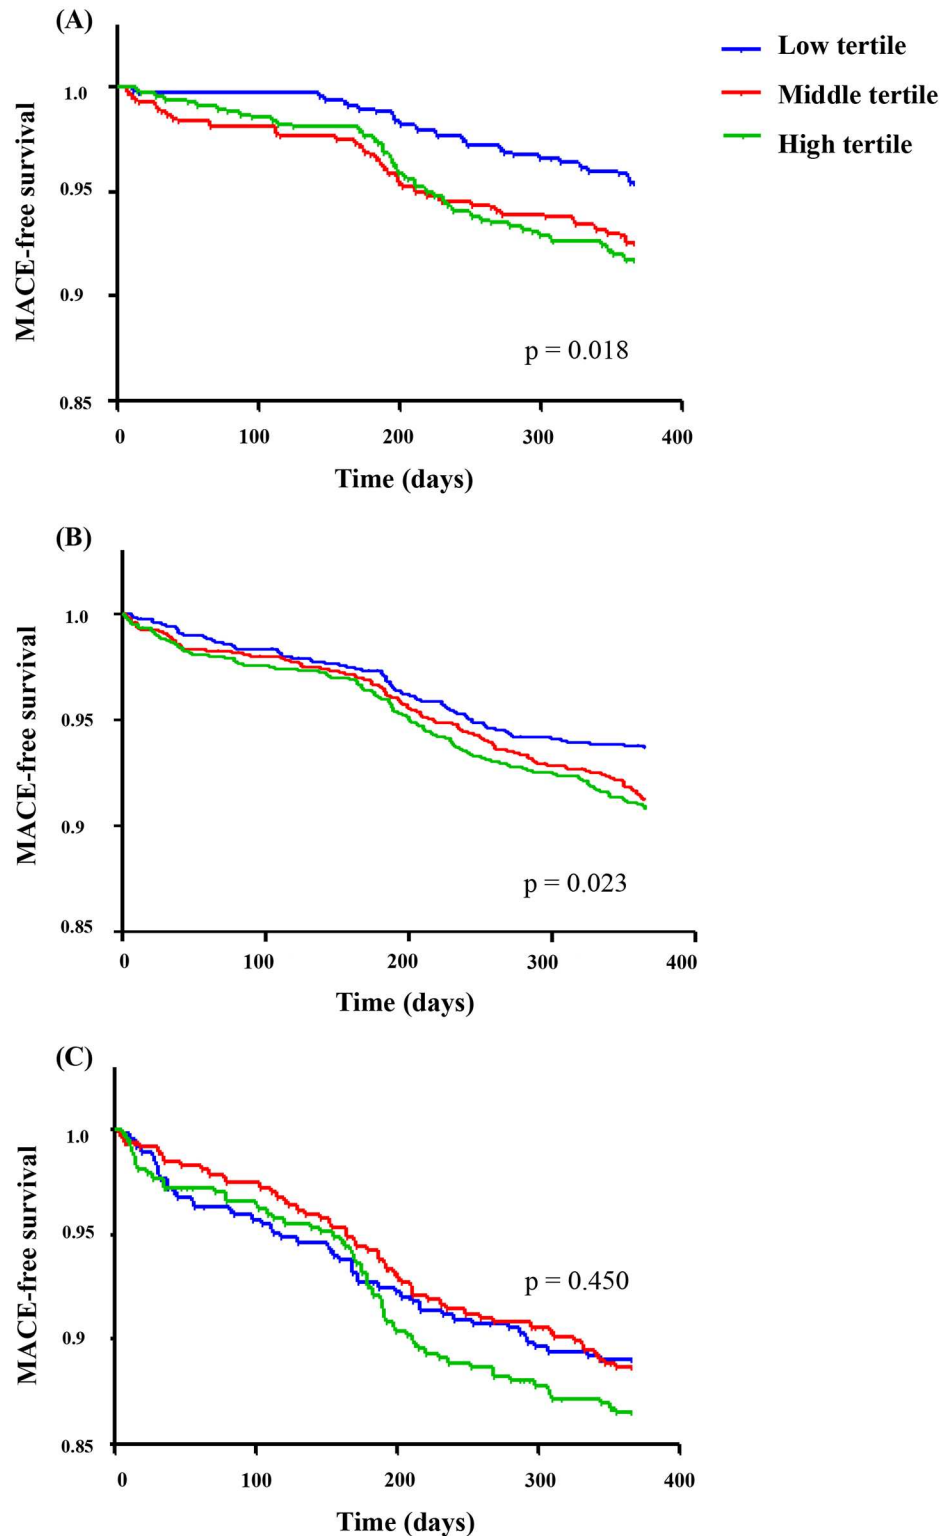 (A)
Low tertile
Middle tertile
High tertile
MACE-free survival
1.0
0.95
0.9
0.85
p = 0.018
0 100 200 300 400
Time (days)
(B)
MACE-free survival
1.0
0.95
0.9
0.85
p = 0.023
0 100 200 300 400
Time (days)
(C)
MACE-free survival
1.0
0.95
0.9
0.85
p = 0.450
0 100 200 300 400
Time (days)